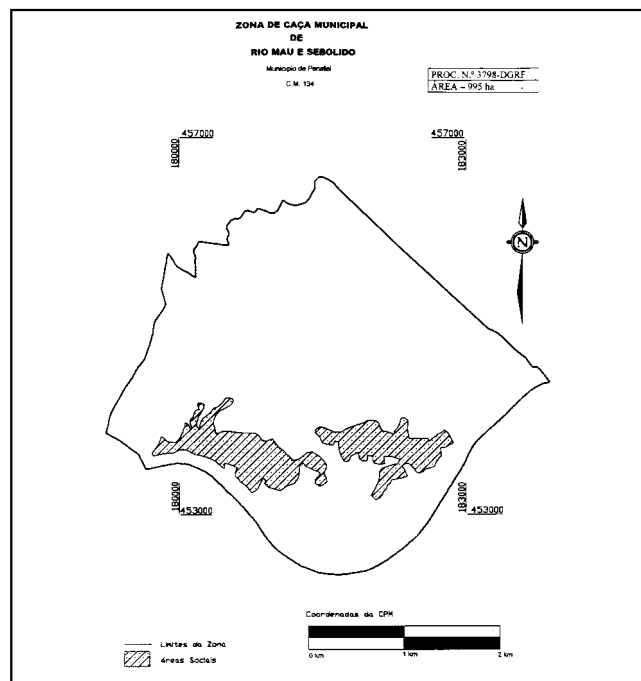 ZONA DE CAÇA MUNICIPAL
DE
RIO MAU E SEBOLIDO
Municipio de Penafiel
C.M. 134
PROC. N.º 3798-DGRF
ÁREA – 995 ha
457000
180000
457000
183000
N
180000
453000
183000
453000
Coordenadas da CPM
Limites da Zona
Áreas Sociais
0 km
1 km
2 km